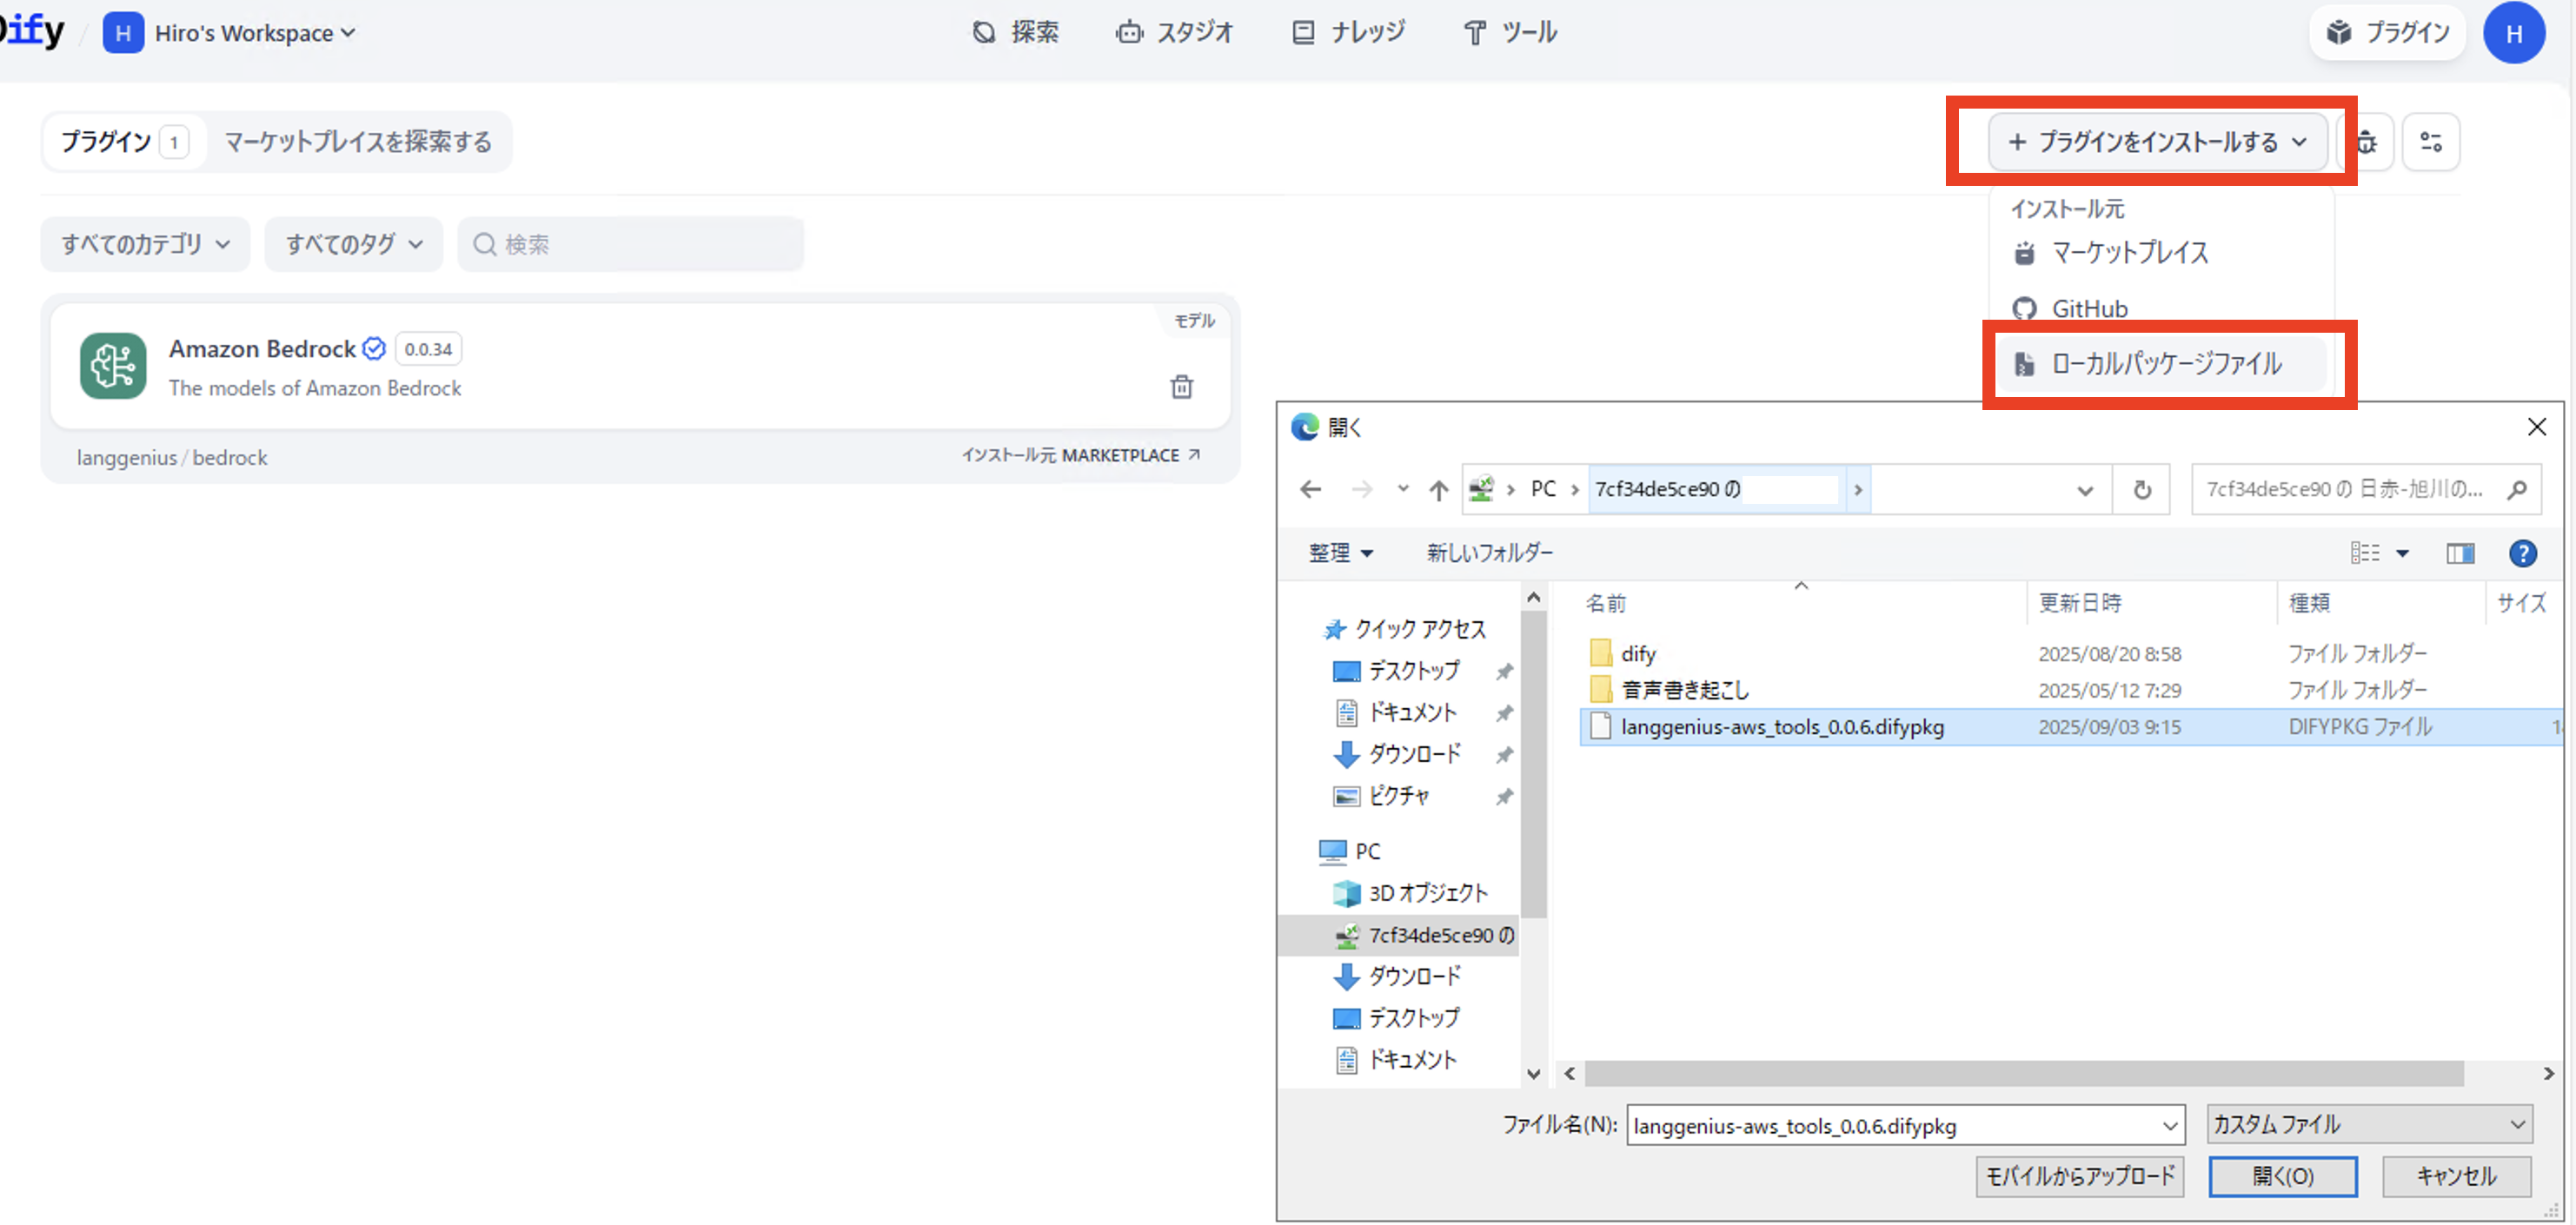 Dify / H Hiro's Workspace
探索 スタジオ ナレッジ ツール
プラグイン H
プラグイン 1 マーケットプレイスを探索する
+ プラグインをインストールする
インストール元
マーケットプレイス
GitHub
ローカルパッケージファイル
すべてのカテゴリ すべてのタグ 検索
モデル
Amazon Bedrock 0.0.34
The models of Amazon Bedrock
langgenius / bedrock インストール元 MARKETPLACE
開く
PC 7cf34de5ce90 の
7cf34de5ce90 の 日赤-旭川の...
整理 新しいフォルダー
クイック アクセス
デスクトップ
ドキュメント
ダウンロード
ピクチャ
PC
3D オブジェクト
7cf34de5ce90 の
ダウンロード
デスクトップ
ドキュメント
名前 更新日時 種類 サイズ
dify 2025/08/20 8:58 ファイル フォルダー
音声書き起こし 2025/05/12 7:29 ファイル フォルダー
langgenius-aws_tools_0.0.6.difypkg 2025/09/03 9:15 DIFYPKG ファイル
ファイル名(N): langgenius-aws_tools_0.0.6.difypkg カスタム ファイル
モバイルからアップロード 開く(O) キャンセル